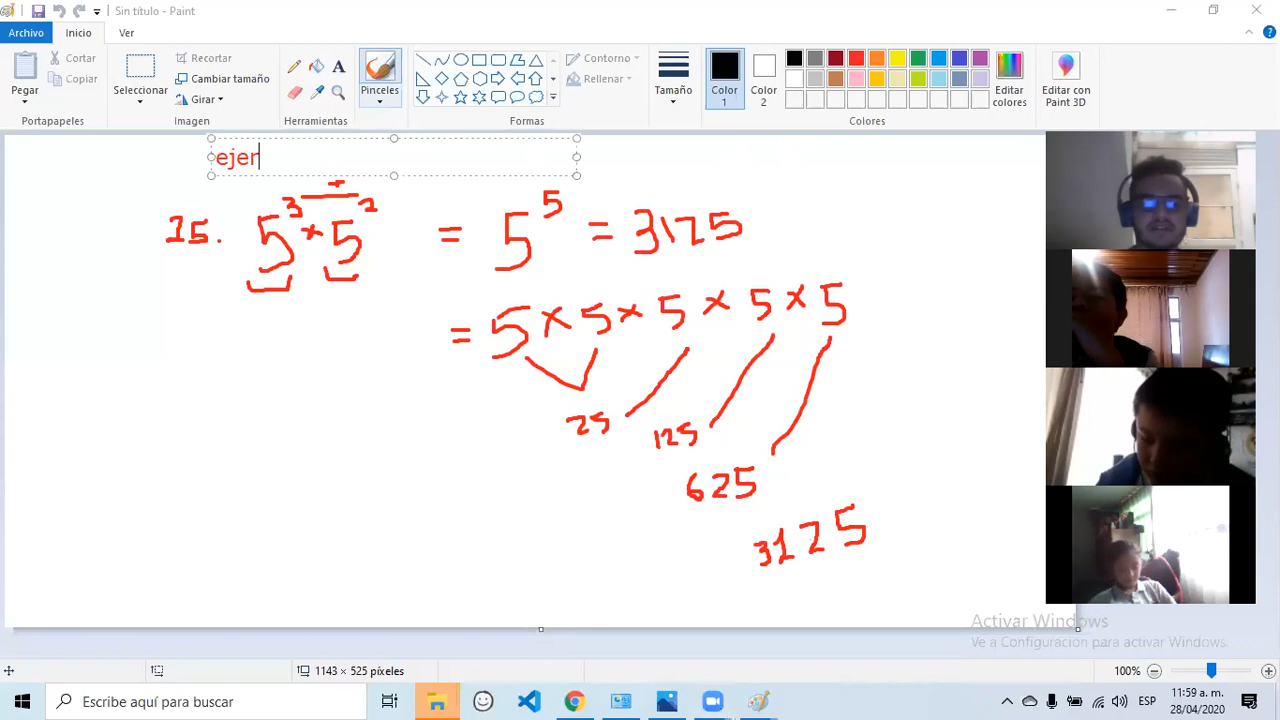 Sin título - Paint
Archivo Inicio Ver
Pegar
Cortar
Copiar
Portapapeles
Seleccionar
Recortar
Cambiar tamaño
Girar
Imagen
A
Herramientas
Pinceles
Contorno
Rellenar
Formas
Tamaño
Color 1
Color 2
Editar colores
Editar con Paint 3D
Colores
ejer
25. 5³ × 5² = 5⁵ = 3125
+
= 5 × 5 × 5 × 5 × 5
25
125
625
3125
Activar Windows
Ve a Configuración para activar Windows.
1143 × 525 píxeles 100%
Escribe aquí para buscar
ESP
11:59 a. m.
28/04/2020